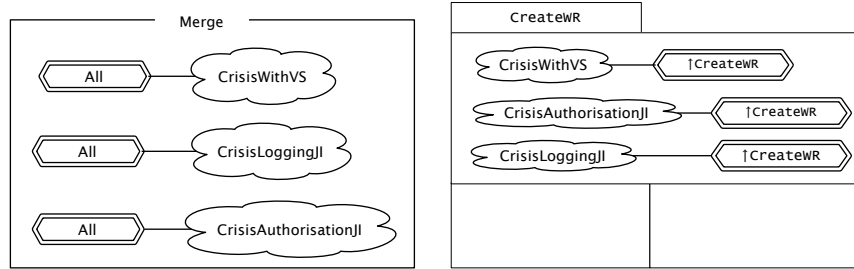 Merge
All CrisisWithVS
All CrisisLoggingJI
All CrisisAuthorisationJI
CreateWR
CrisisWithVS ↑CreateWR
CrisisAuthorisationJI ↑CreateWR
CrisisLoggingJI ↑CreateWR